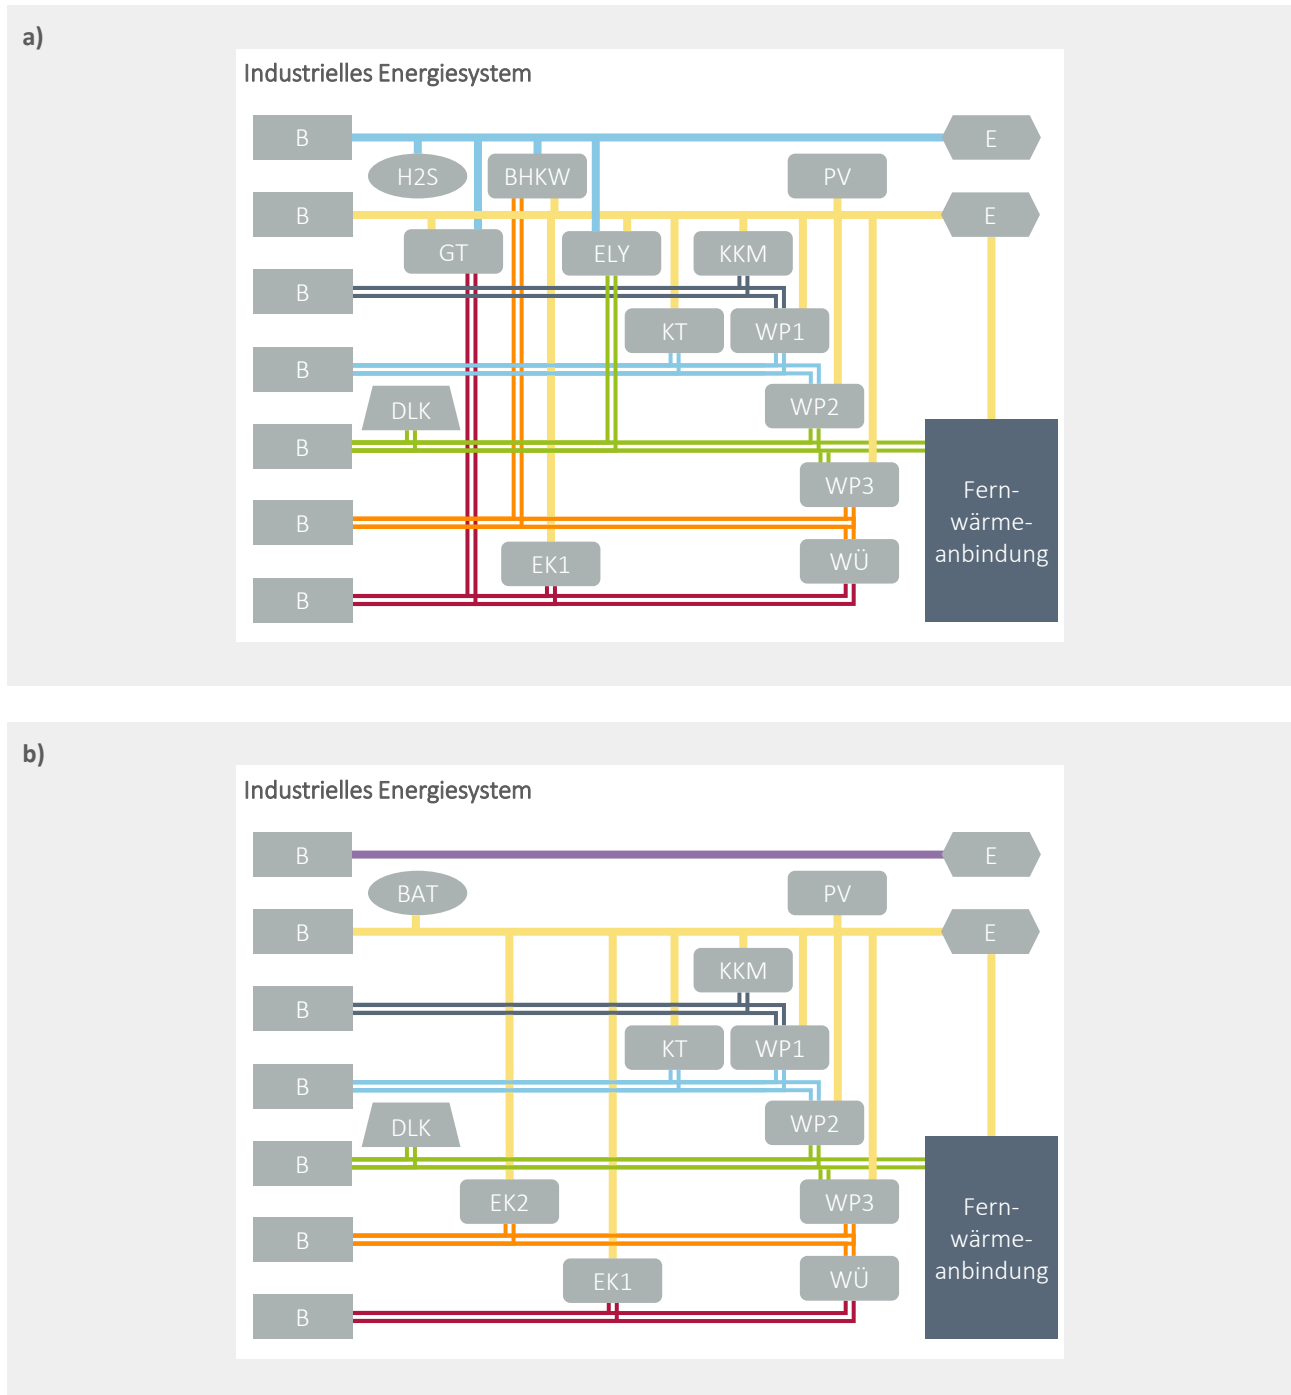 a)
Industrielles Energiesystem
B
E
H2S
BHKW
PV
B
E
GT
ELY
KKM
B
KT
WP1
B
DLK
WP2
B
WP3
Fern-
wärme-
anbindung
B
EK1
WÜ
B
b)
Industrielles Energiesystem
B
E
BAT
PV
B
E
KKM
B
KT
WP1
B
DLK
WP2
B
EK2
WP3
Fern-
wärme-
anbindung
B
EK1
WÜ
B